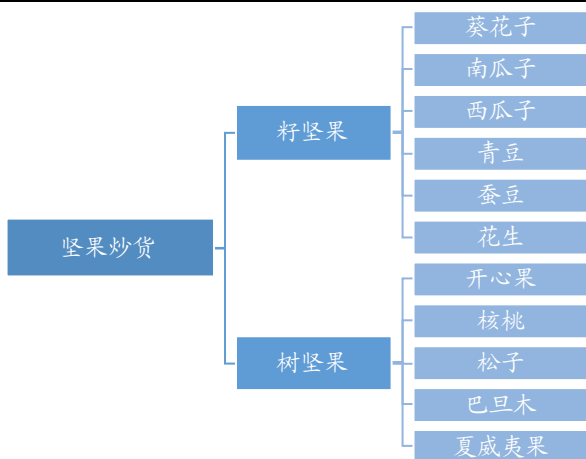 坚果炒货
籽坚果
葵花子
南瓜子
西瓜子
青豆
蚕豆
花生
树坚果
开心果
核桃
松子
巴旦木
夏威夷果